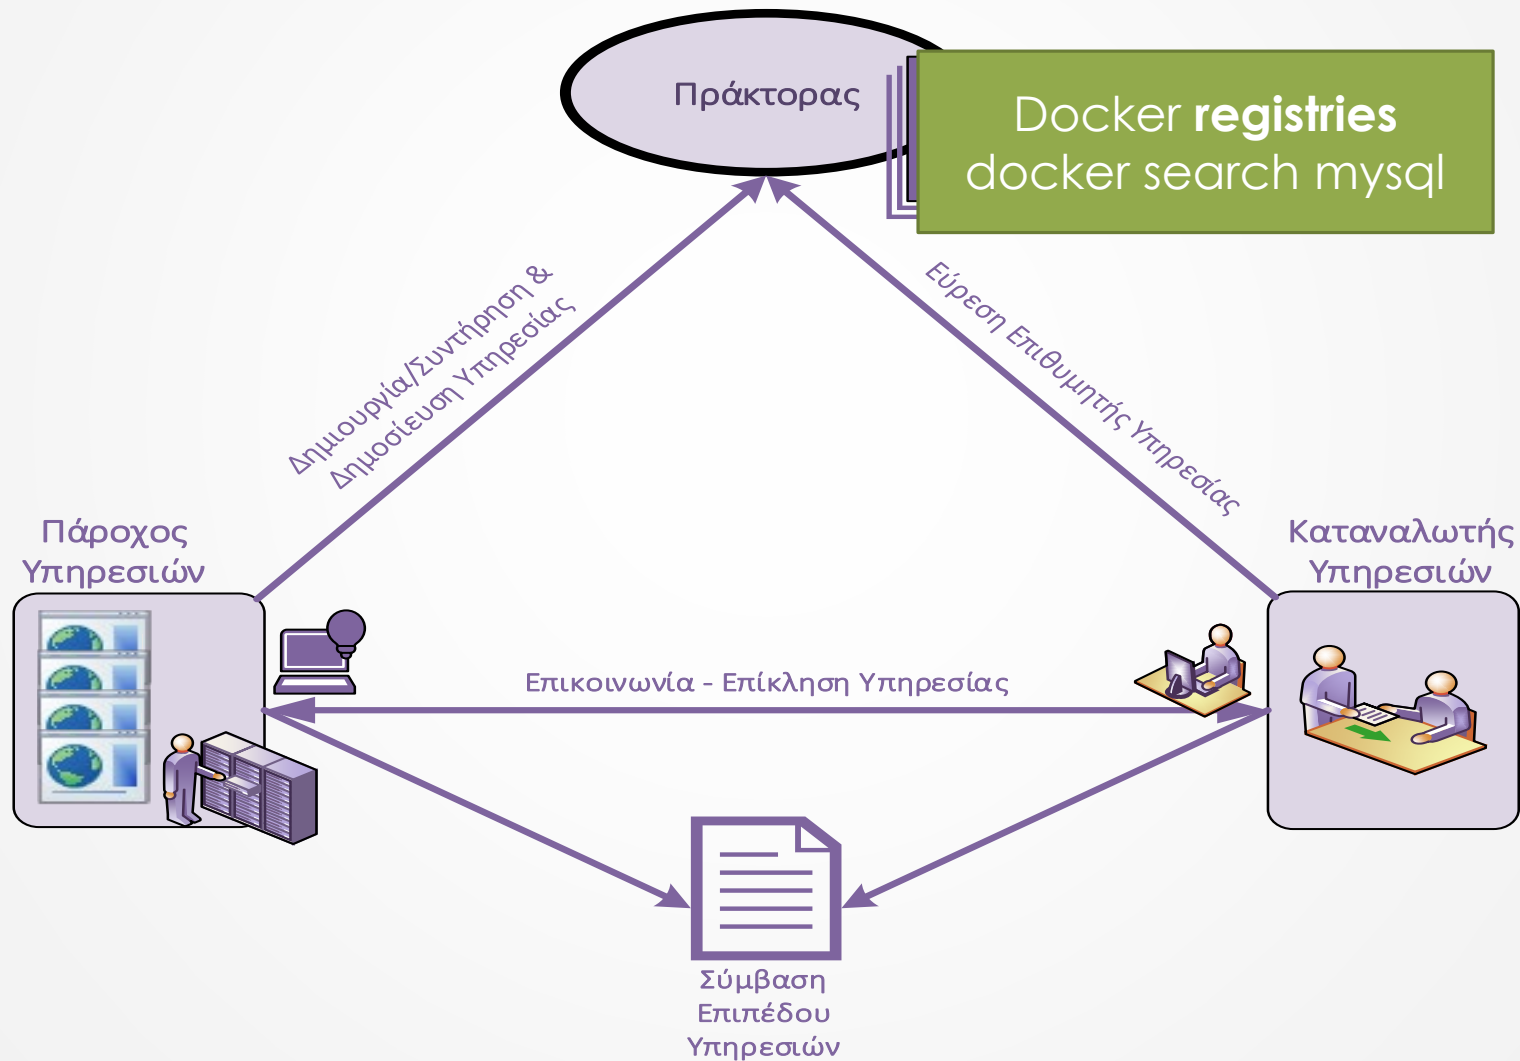 Πράκτορας
Docker registries
docker search mysql
Δημιουργία/Συντήρηση &
Δημοσίευση Υπηρεσίας
Εύρεση Επιθυμητής Υπηρεσίας
Πάροχος
Υπηρεσιών
Καταναλωτής
Υπηρεσιών
Επικοινωνία - Επίκληση Υπηρεσίας
Σύμβαση
Επιπέδου
Υπηρεσιών